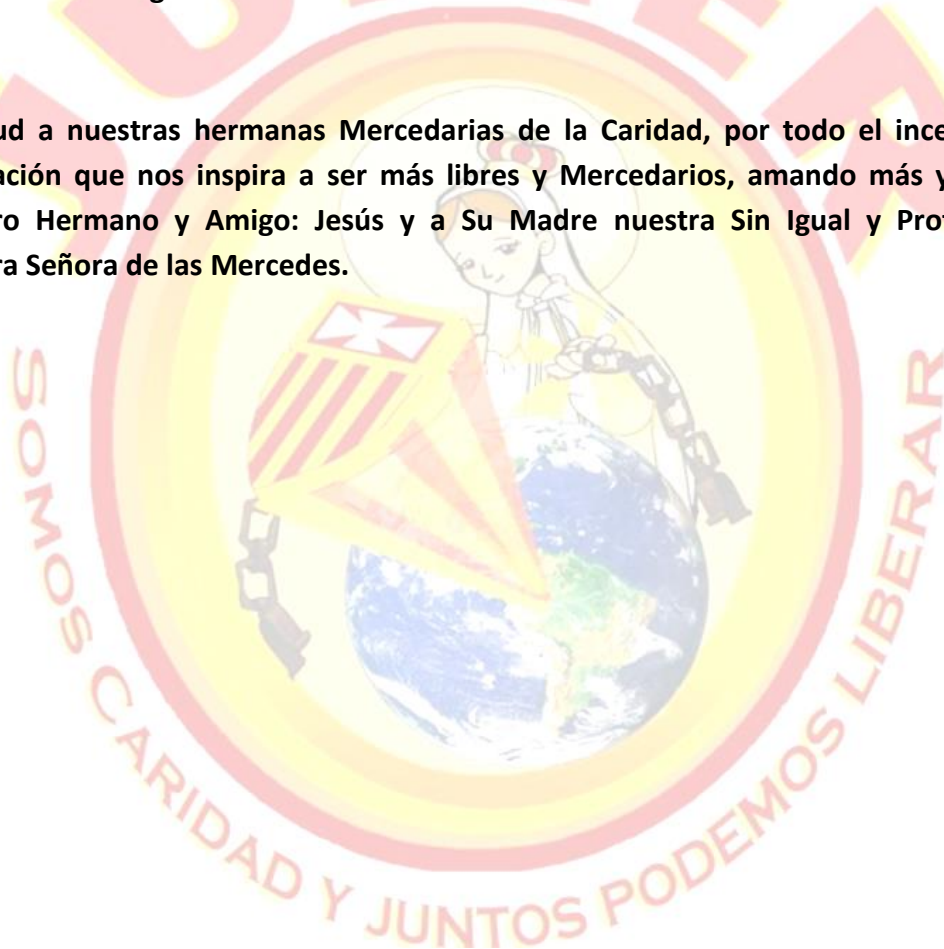 ud a nuestras hermanas Mercedarias de la Caridad, por todo el ince
ación que nos inspira a ser más libres y Mercedarios, amando más y
ro Hermano y Amigo: Jesús y a Su Madre nuestra Sin Igual y Pro
ra Señora de las Mercedes.
SOMOS CARIDAD Y JUNTOS PODEMOS LIBERAR